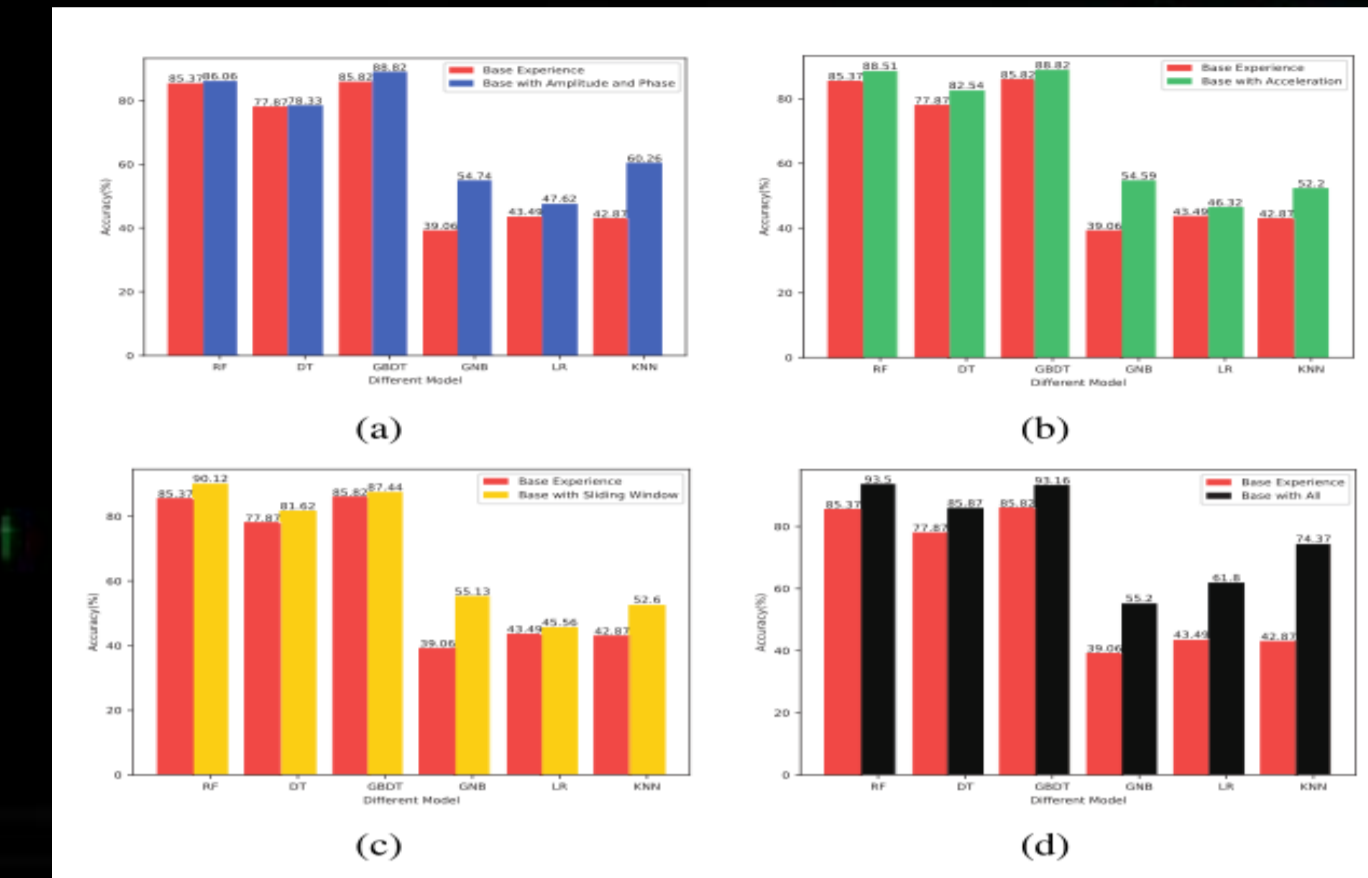 88.82
Base Experience
85.37 86.06 85.82
Base with Amplitude and Phase
77.87 78.33
80
60.26
60
54.74
47.62
43.49 42.87
39.06
40
20
0
Accuracy(%)
RF DT GBDT GNB LR KNN
Different Model
(a)
88.51 88.82
Base Experience
85.37 85.82
Base with Acceleration
82.54
77.87
80
60
54.59
52.2
46.32
43.49 42.87
39.06
40
20
0
Accuracy(%)
RF DT GBDT GNB LR KNN
Different Model
(b)
90.12
Base Experience
85.37 85.82 87.44
Base with Sliding Window
81.62
77.87
80
60
55.13
52.6
43.49 45.56 42.87
39.06
40
20
0
Accuracy(%)
RF DT GBDT GNB LR KNN
Different Model
(c)
93.5 93.16
Base Experience
85.37 85.87 85.82
Base with All
77.87
80
74.37
61.8
60
55.2
43.49 42.87
39.06
40
20
0
Accuracy(%)
RF DT GBDT GNB LR KNN
Different Model
(d)